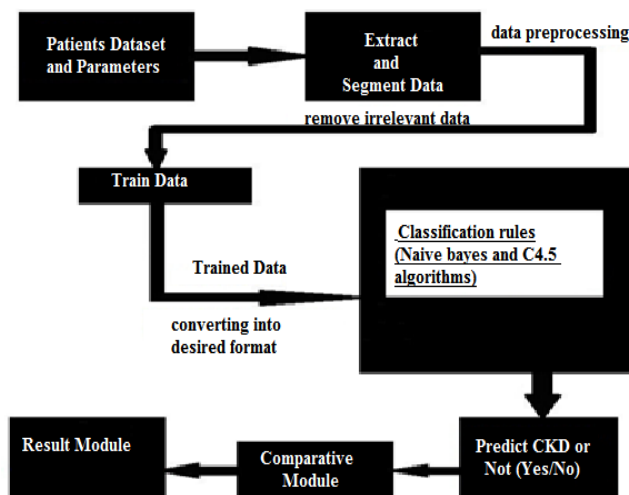 Patients Dataset
and Parameters
Extract
and
Segment Data
data preprocessing
remove irrelevant data
Train Data
Classification rules
(Naive bayes and C4.5
algorithms)
Trained Data
converting into
desired format
Predict CKD or
Not (Yes/No)
Comparative
Module
Result Module